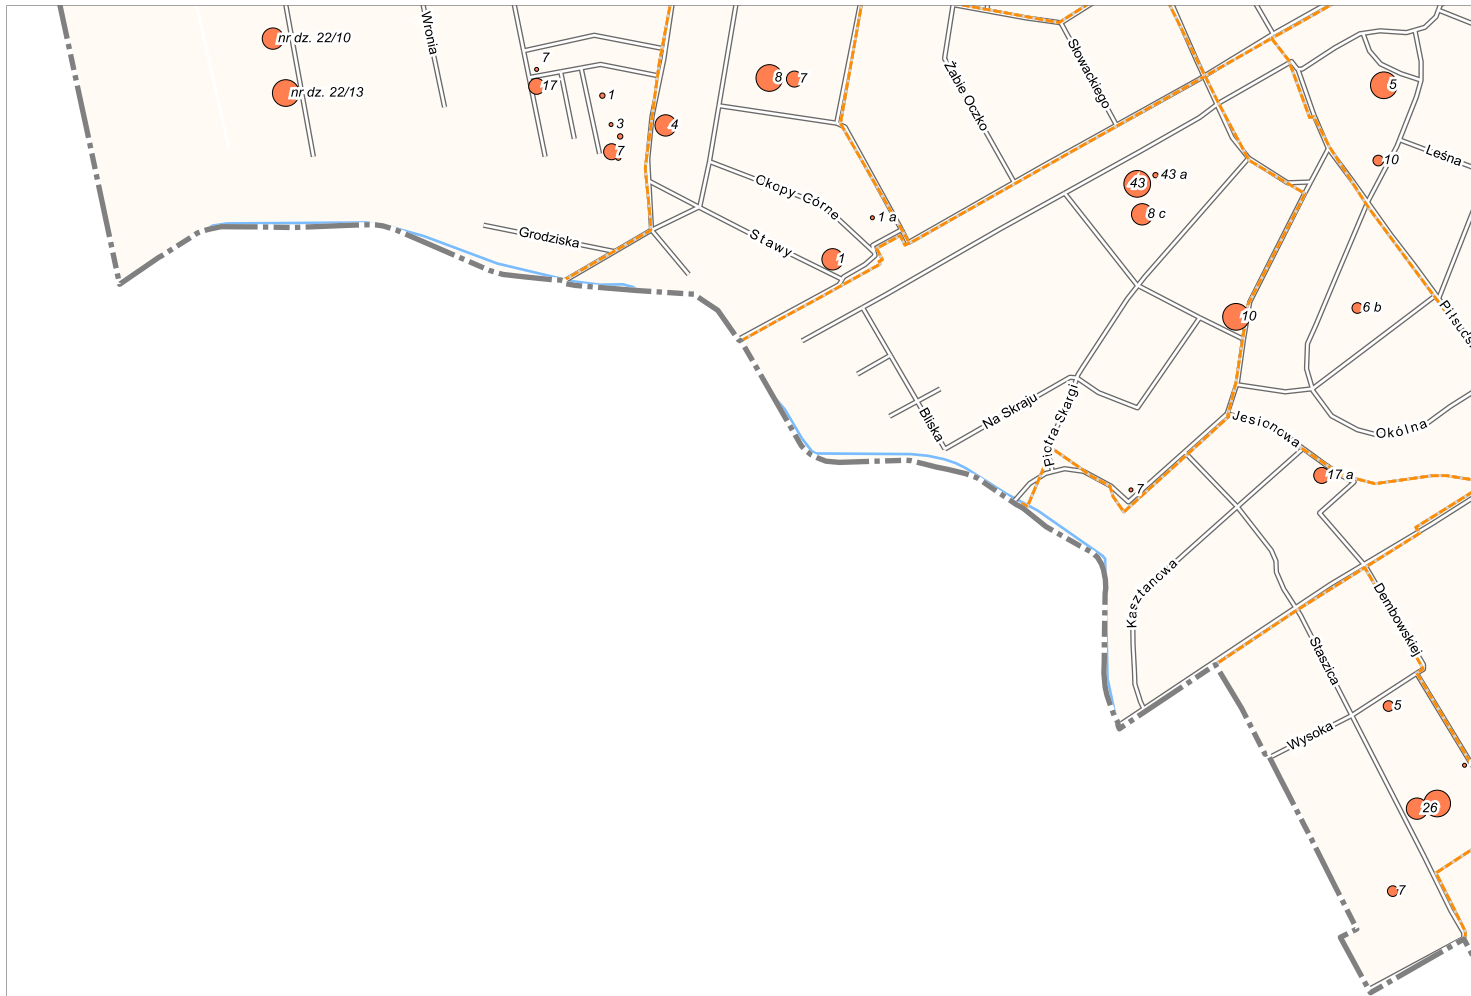 nr dz. 22/10
Wronia
Słowackiego
7
Żabie Oczko
8
7
17
5
nr dz. 22/13
1
3
4
7
Leśna
10
43 a
43
Okopy Górne
8 c
1 a
Grodziska
Stawy
1
6 b
10
Piłsuds
Na Skraju
Bliska
Piotra Skargi
Jesionowa
Okólna
17 a
7
Kasztanowa
Dembowskiej
Staszica
5
Wysoka
26
7